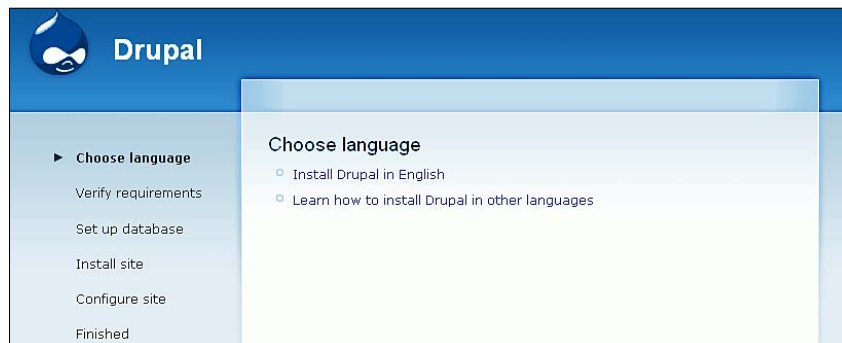 Drupal
Choose language
Verify requirements
Set up database
Install site
Configure site
Finished
Choose language
Install Drupal in English
Learn how to install Drupal in other languages